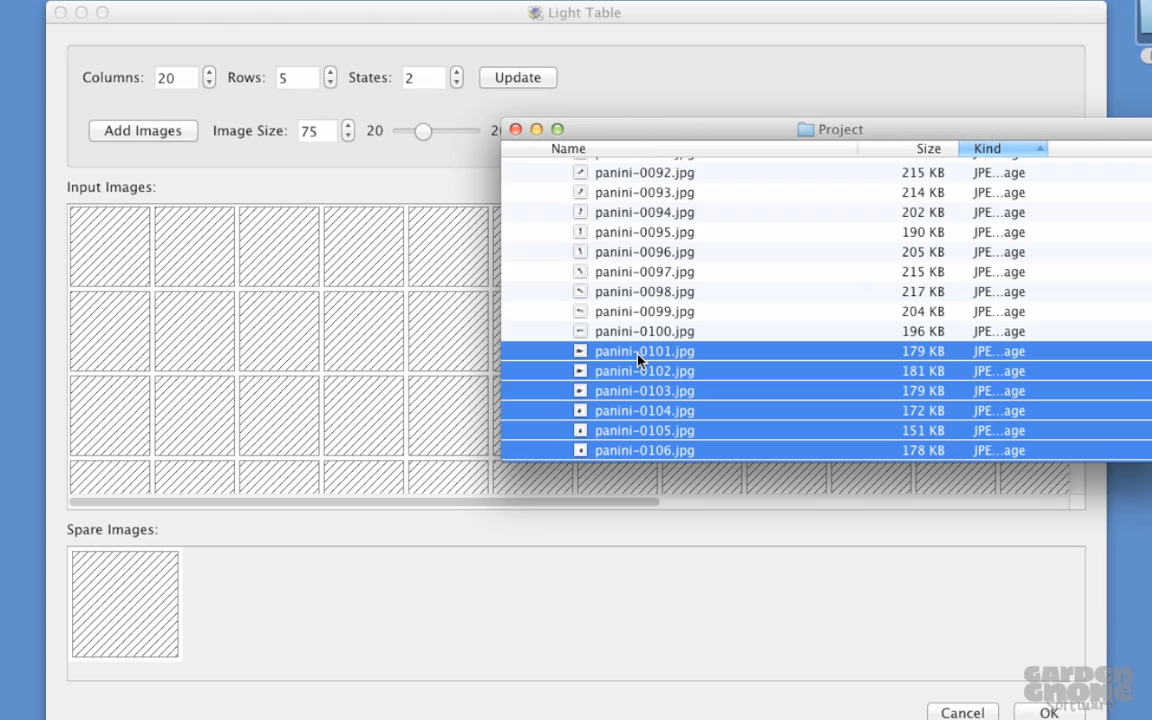 Light Table
Columns: 20 Rows: 5 States: 2 Update
Add Images Image Size: 75 20
Project
Input Images:
Name Size Kind
panini-0092.jpg 215 KB JPE...age
panini-0093.jpg 214 KB JPE...age
panini-0094.jpg 202 KB JPE...age
panini-0095.jpg 190 KB JPE...age
panini-0096.jpg 205 KB JPE...age
panini-0097.jpg 215 KB JPE...age
panini-0098.jpg 217 KB JPE...age
panini-0099.jpg 204 KB JPE...age
panini-0100.jpg 196 KB JPE...age
panini-0101.jpg 179 KB JPE...age
panini-0102.jpg 181 KB JPE...age
panini-0103.jpg 179 KB JPE...age
panini-0104.jpg 172 KB JPE...age
panini-0105.jpg 151 KB JPE...age
panini-0106.jpg 178 KB JPE...age
Spare Images:
GARDEN
GNOME
Software
Cancel OK